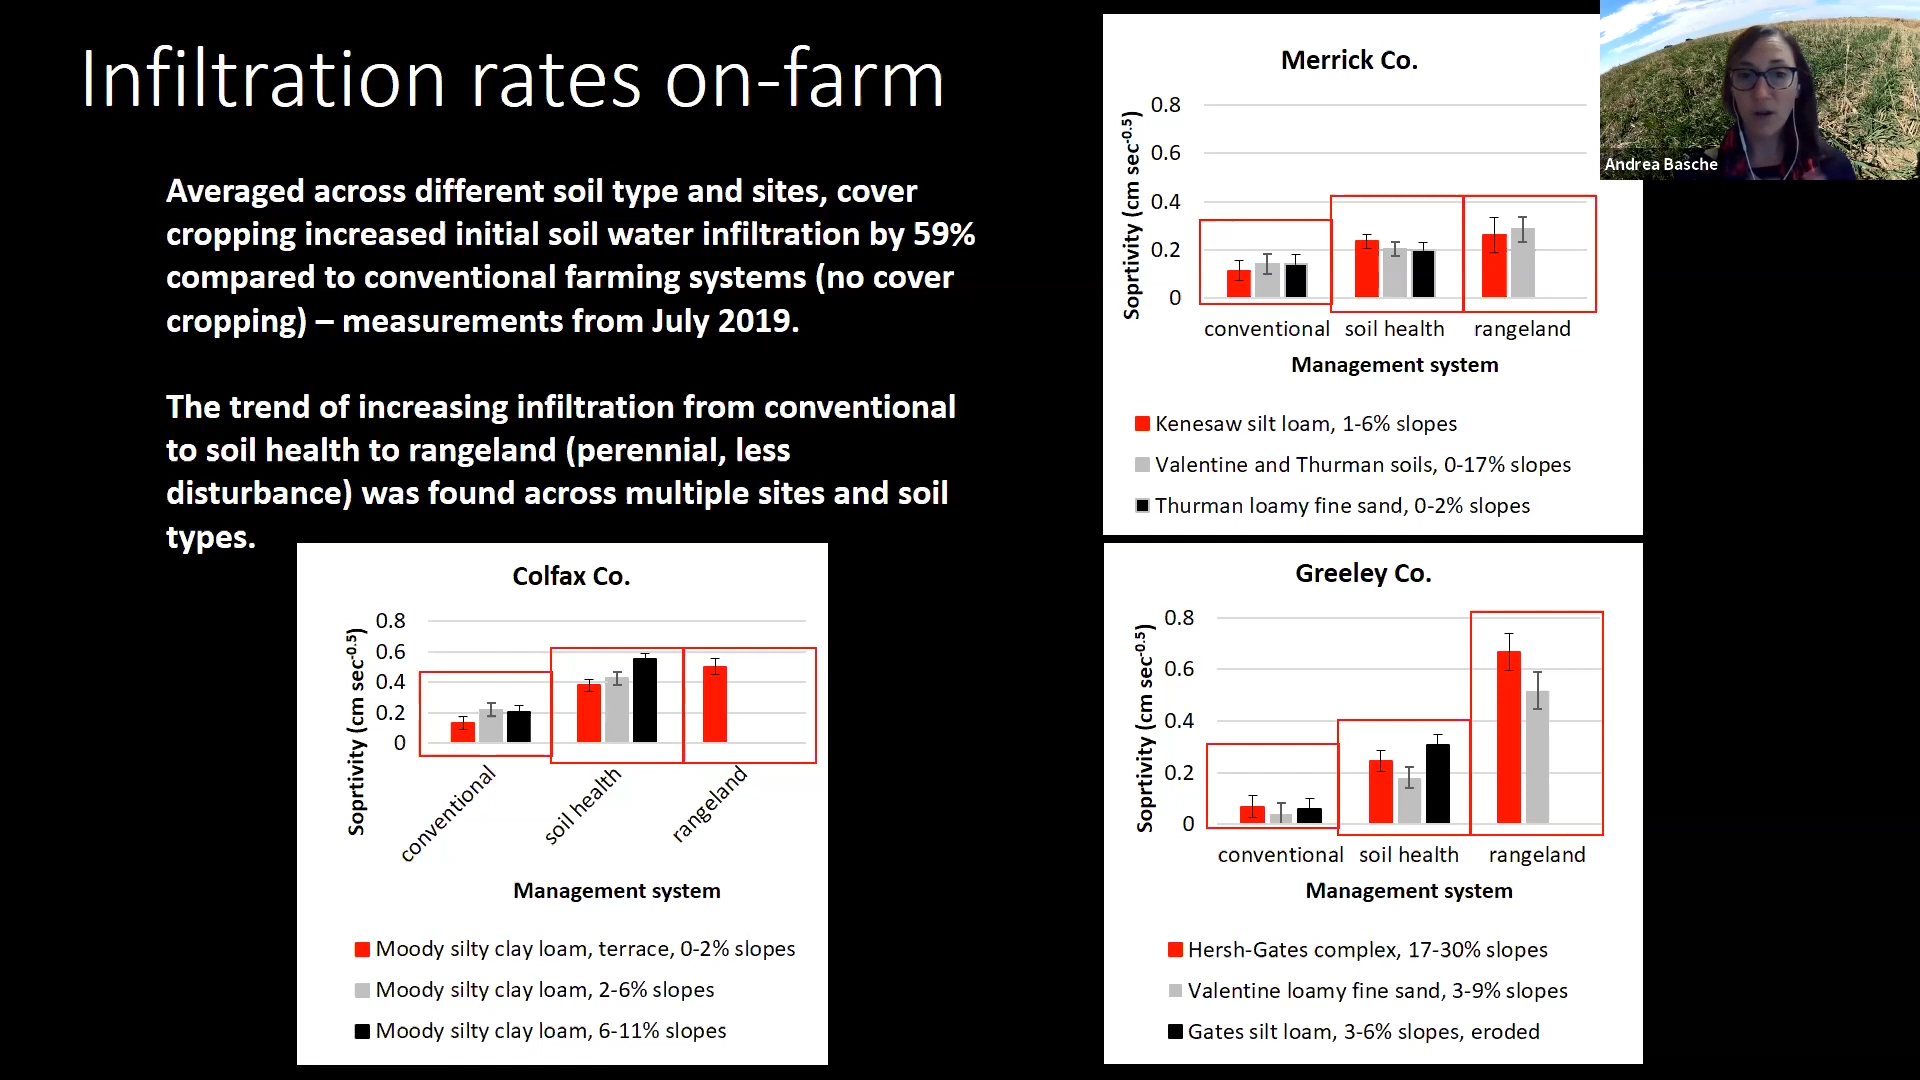 Infiltration rates on-farm
Averaged across different soil type and sites, cover
cropping increased initial soil water infiltration by 59%
compared to conventional farming systems (no cover
cropping) – measurements from July 2019.
The trend of increasing infiltration from conventional
to soil health to rangeland (perennial, less
disturbance) was found across multiple sites and soil
types.
Merrick Co.
Soprtivity (cm sec-0.5)
0.8
0.6
0.4
0.2
0
conventional soil health rangeland
Management system
Kenesaw silt loam, 1-6% slopes
Valentine and Thurman soils, 0-17% slopes
Thurman loamy fine sand, 0-2% slopes
Andrea Basche
Colfax Co.
Soprtivity (cm sec-0.5)
0.8
0.6
0.4
0.2
0
conventional soil health rangeland
Management system
Moody silty clay loam, terrace, 0-2% slopes
Moody silty clay loam, 2-6% slopes
Moody silty clay loam, 6-11% slopes
Greeley Co.
Soprtivity (cm sec-0.5)
0.8
0.6
0.4
0.2
0
conventional soil health rangeland
Management system
Hersh-Gates complex, 17-30% slopes
Valentine loamy fine sand, 3-9% slopes
Gates silt loam, 3-6% slopes, eroded